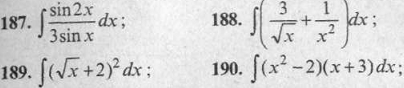 187. ∫ sin2x / 3sin x dx ; 188. ∫( 3/√x + 1/x² )dx ;
189. ∫(√x +2)² dx ; 190. ∫(x² −2)(x+3)dx;